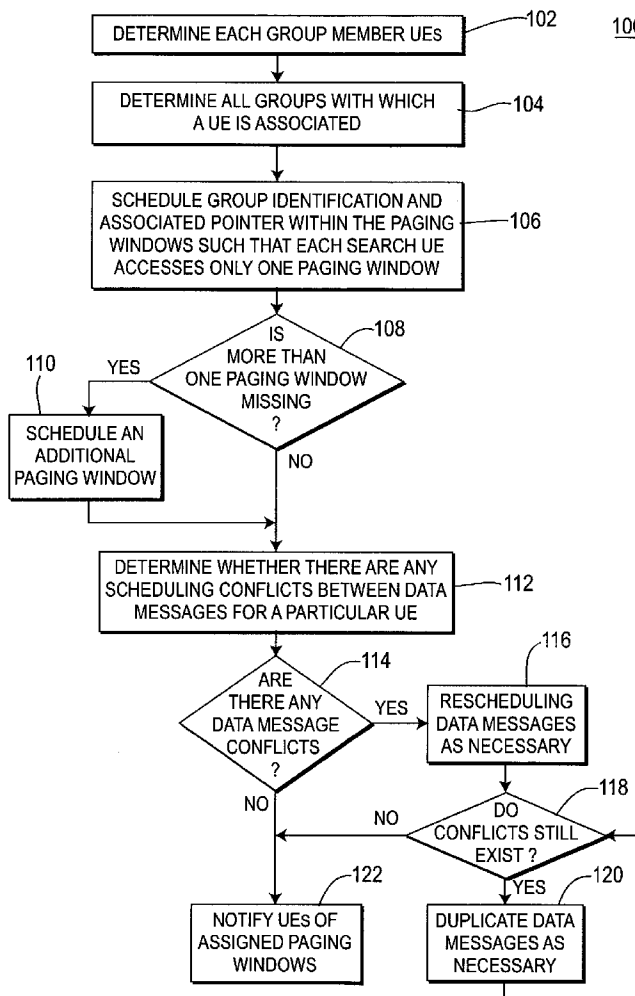 DETERMINE EACH GROUP MEMBER UEs
102
DETERMINE ALL GROUPS WITH WHICH
A UE IS ASSOCIATED
104
SCHEDULE GROUP IDENTIFICATION AND
ASSOCIATED POINTER WITHIN THE PAGING
WINDOWS SUCH THAT EACH SEARCH UE
ACCESSES ONLY ONE PAGING WINDOW
106
IS
MORE THAN
ONE PAGING WINDOW
MISSING
?
108
YES
110
SCHEDULE AN
ADDITIONAL
PAGING WINDOW
NO
DETERMINE WHETHER THERE ARE ANY
SCHEDULING CONFLICTS BETWEEN DATA
MESSAGES FOR A PARTICULAR UE
112
ARE
THERE ANY
DATA MESSAGE
CONFLICTS
?
114
YES
116
RESCHEDULING
DATA MESSAGES
AS NECESSARY
NO
DO
CONFLICTS STILL
EXIST ?
118
NO
YES
122
NOTIFY UEs OF
ASSIGNED PAGING
WINDOWS
120
DUPLICATE DATA
MESSAGES AS
NECESSARY